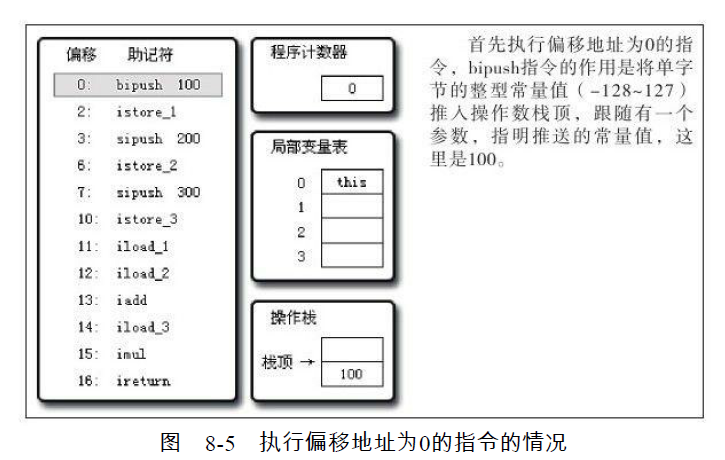 偏移 助记符
0: bipush 100
2: istore_1
3: sipush 200
6: istore_2
7: sipush 300
10: istore_3
11: iload_1
12: iload_2
13: iadd
14: iload_3
15: imul
16: ireturn
程序计数器
0
局部变量表
0 this
1
2
3
操作栈
栈顶 →
100
首先执行偏移地址为0的指
令，bipush指令的作用是将单字
节的整型常量值（-128~127）
推入操作数栈顶，跟随有一个
参数，指明推送的常量值，这
里是100。
图 8-5 执行偏移地址为0的指令的情况